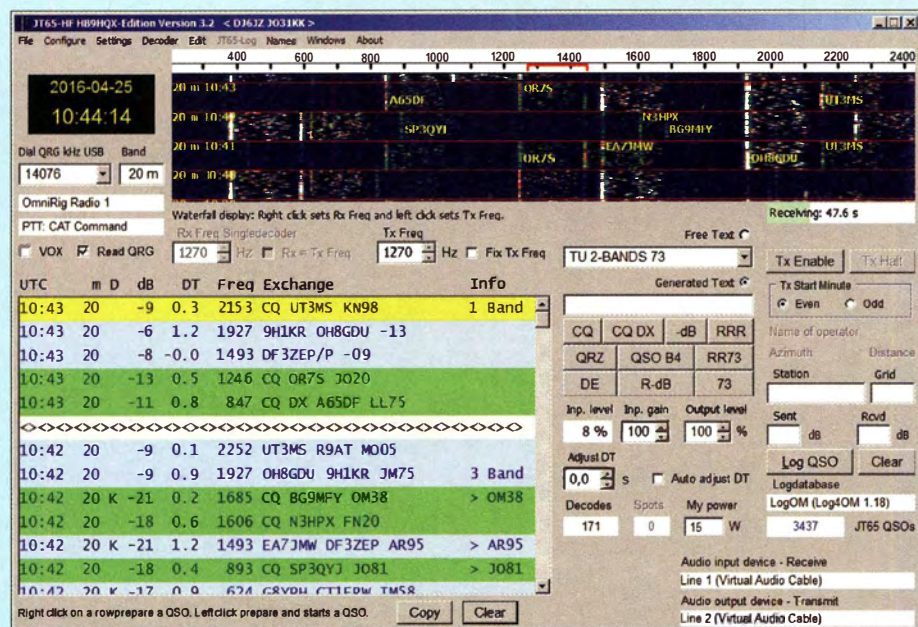 JT65-HF HB9HQX-Edition Version 3.2 < DJ6JZ JO31KK >
File Configure Settings Decoder Edit JT65-Log Names Windows About
400 600 800 1000 1200 1400 1600 1800 2000 2200 2400
2016-04-25
10:44:14
20 m 10:43
A65DF
OR7S
UT3MS
20 m
SP3QYJ
N3HPX
BG9MFY
20 m 10:41
OR7S
EA7JMW
OH8GDU
UT3MS
20 m
Dial QRG kHz USB Band
14076
20 m
OmniRig Radio 1
PTT: CAT Command
VOX
Read QRG
Waterfall display: Right click sets Rx Freq and left click sets Tx Freq.
Receiving: 47.6 s
Rx Freq Singledecoder
1270 Hz
Rx = Tx Freq
Tx Freq
1270 Hz
Fix Tx Freq
UTC m D dB DT Freq Exchange Info
10:43 20 -9 0.3 2153 CQ UT3MS KN98 1 Band
10:43 20 -6 1.2 1927 9H1KR OH8GDU -13
10:43 20 -8 -0.0 1493 DF3ZEP/P -09
10:43 20 -13 0.5 1246 CQ OR7S JO20
10:43 20 -11 0.8 847 CQ DX A65DF LL75
10:42 20 -9 0.1 2252 UT3MS R9AT MO05
10:42 20 -9 0.9 1927 OH8GDU 9H1KR JM75 3 Band
10:42 20 K -21 0.2 1685 CQ BG9MFY OM38 > OM38
10:42 20 -18 0.6 1606 CQ N3HPX FN20
10:42 20 K -21 1.2 1493 EA7JMW DF3ZEP AR95 > AR95
10:42 20 -18 0.4 893 CQ SP3QYJ JO81 > JO81
10:42 20 K -17 0.9 624
Right click on a rowprepare a QSO. Leftclick prepare and starts a QSO.
Copy
Clear
Free Text
TU 2-BANDS 73
Generated Text
CQ CQ DX -dB RRR
QRZ QSO B4 RR73
DE R-dB 73
Inp. level Inp. gain Output level
8 % 100 100 %
Adjust DT
0,0 s
Auto adjust DT
Decodes Spots My power
171 0 15 W
Tx Enable
Tx Halt
Tx Start Minute
Even Odd
Name of operator
Azimuth Distance
Station Grid
Sent Rcvd
dB dB
Log QSO
Clear
Logdatabase
LogOM (Log4OM 1.18)
3437 JT65 QSOs
Audio input device - Receive
Line 1 (Virtual Audio Cable)
Audio output device - Transmit
Line 2 (Virtual Audio Cable)